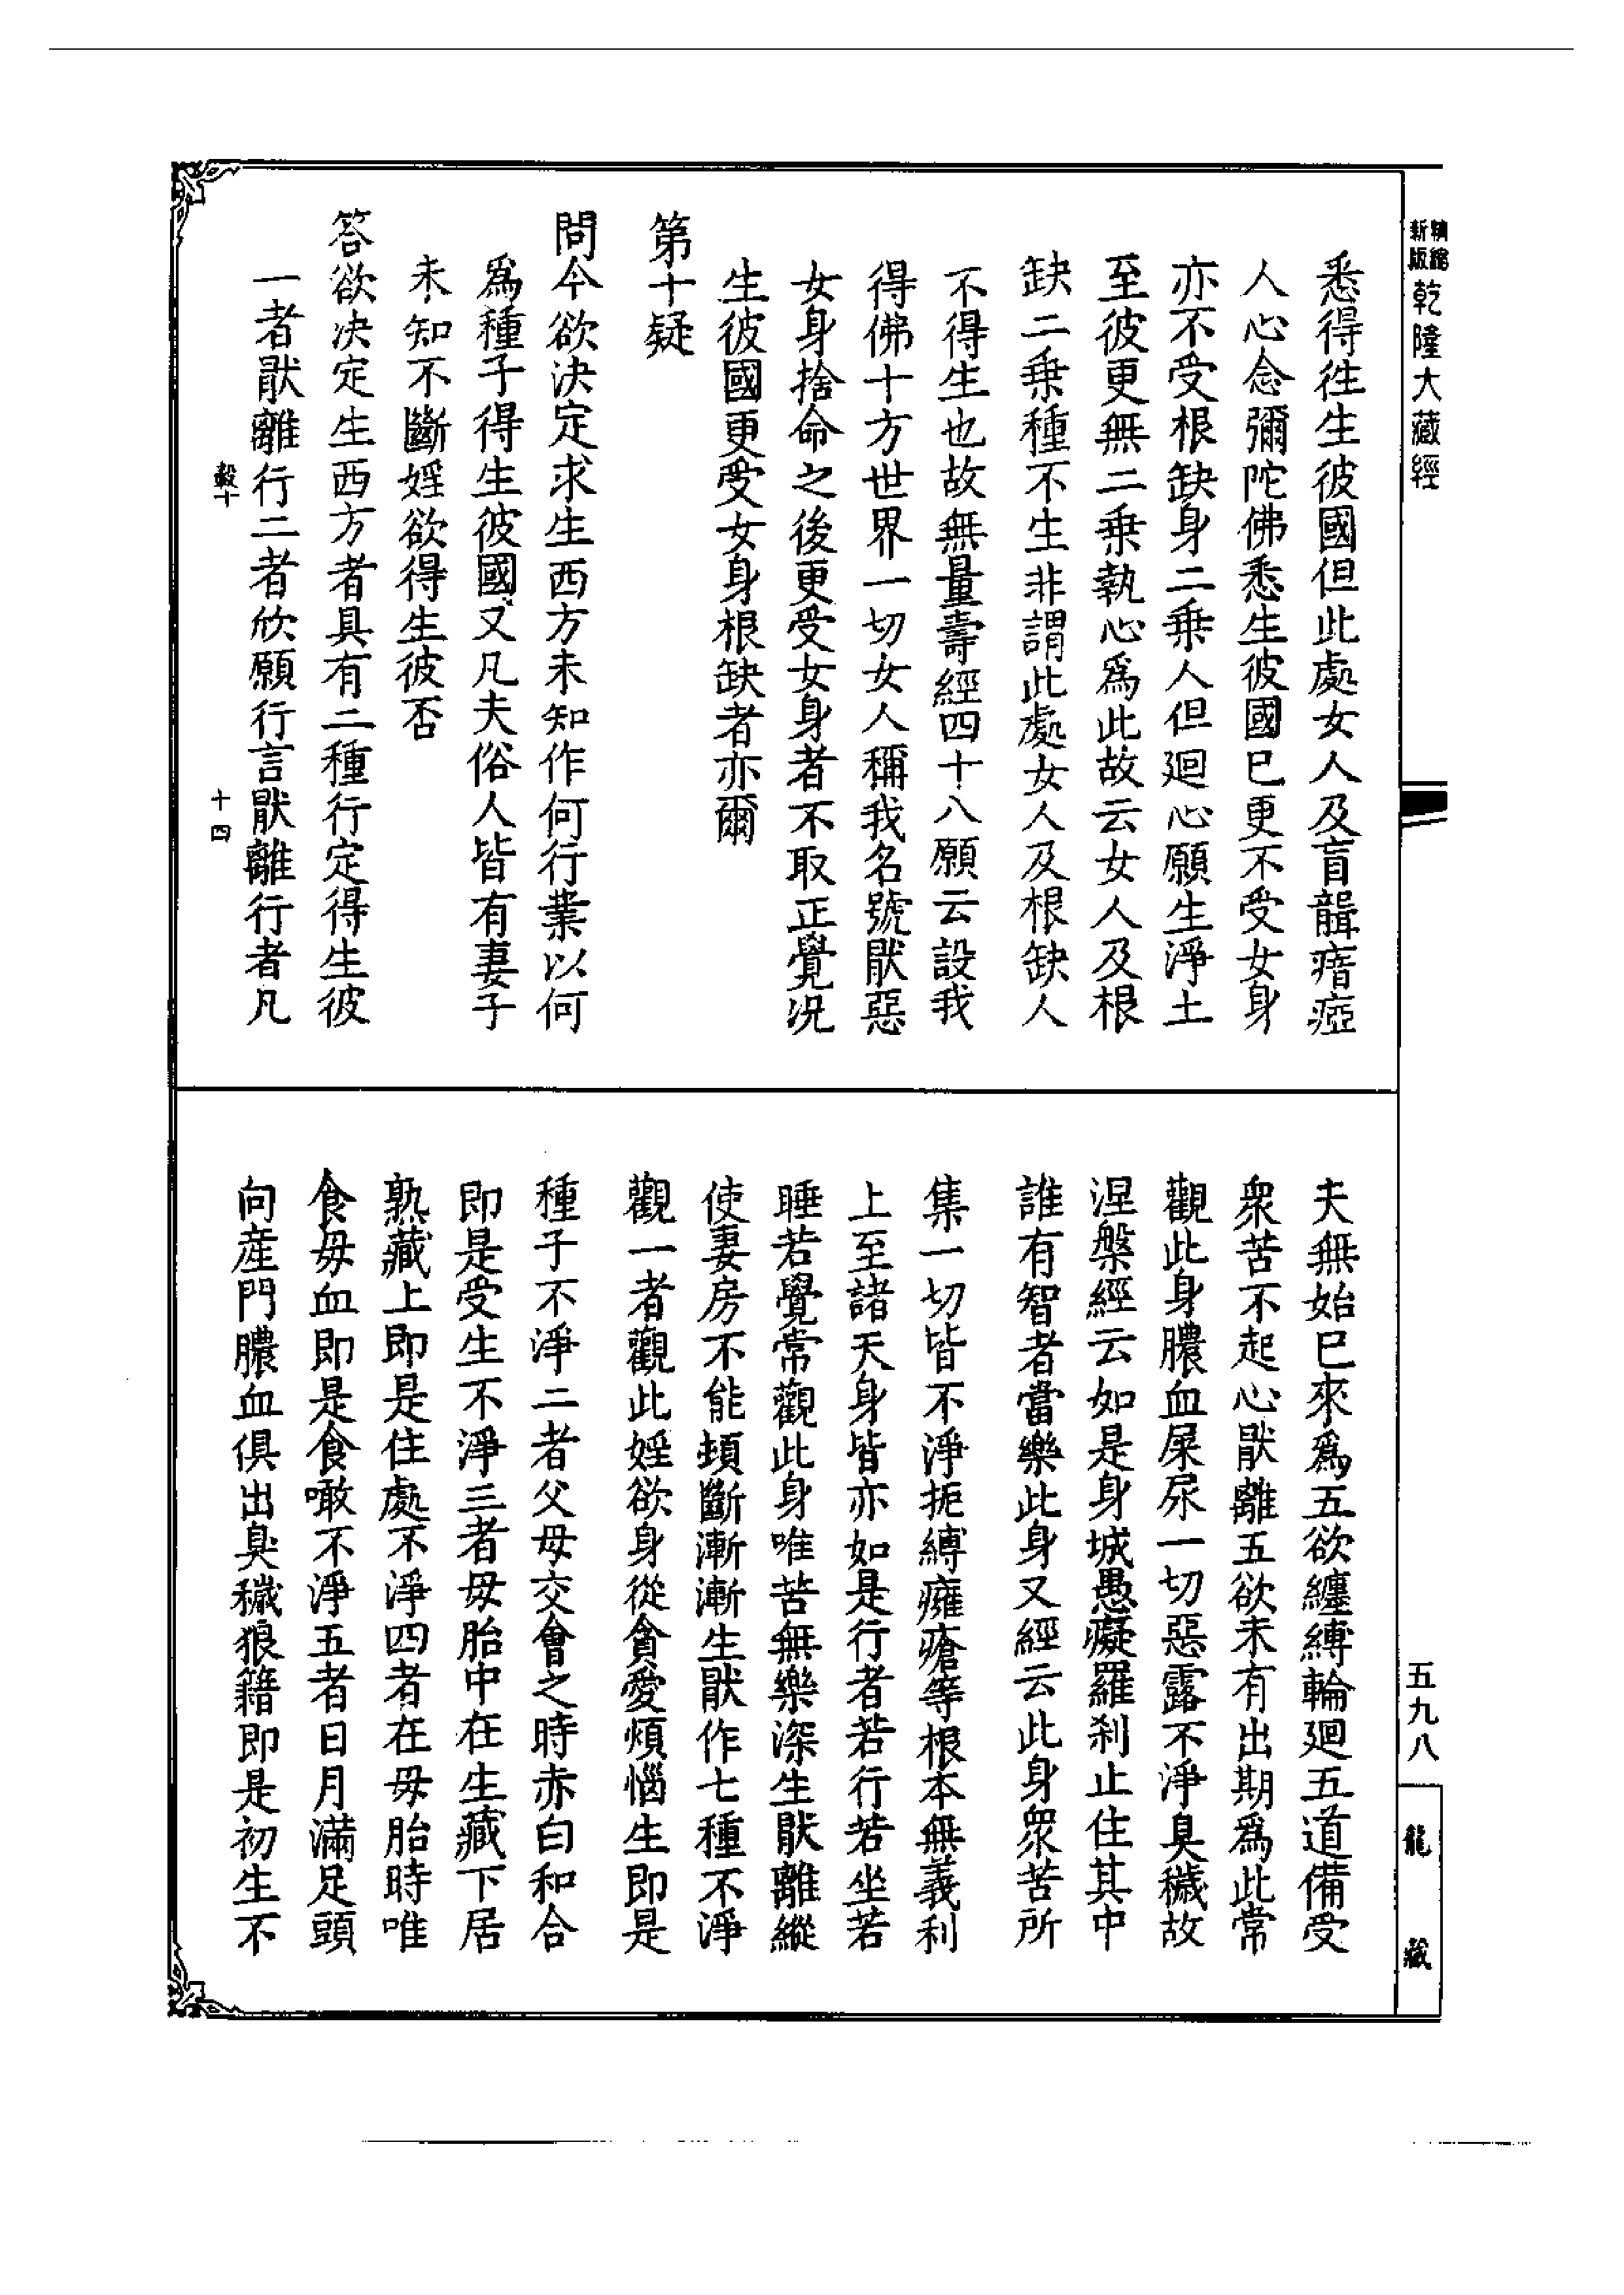 精縮新版乾隆大藏經
悉得往生彼國但此處女人及盲聾瘖瘂
人心念彌陀佛悉生彼國巳更不受女身
亦不受根缺身二乗人但廻心願生淨土
至彼更無二乗執心爲此故云女人及根
缺二乗種不生非謂此處女人及根缺人
不得生也故無量壽經四十八願云設我
得佛十方世界一切女人稱我名號猒惡
女身捨命之後更受女身者不取正覺况
生彼國更受女身根缺者亦爾
第十疑
問今欲決定求生西方未知作何行業以何
爲種子得生彼國又凡夫俗人皆有妻子
未知不斷婬欲得生彼否
答欲决定生西方者具有二種行定得生彼
一者猒離行二者欣願行言猒離行者凡
轂十
十四
夫無始巳來爲五欲纏縛輪廻五道備受
衆苦不起心猒離五欲未有出期爲此常
觀此身膿血屎尿一切惡露不淨臭穢故
涅槃經云如是身城愚癡羅刹止住其中
誰有智者當樂此身又經云此身衆苦所
集一切皆不淨扼縛癰瘡等根本無義利
上至諸天身皆亦如是行者若行若坐若
睡若覺常觀此身唯苦無樂深生猒離縱
使妻房不能頓斷漸漸生猒作七種不淨
觀一者觀此婬欲身從貪愛煩惱生即是
種子不淨二者父母交會之時赤白和合
即是受生不淨三者母胎中在生藏下居
熟藏上即是住處不淨四者在母胎時唯
食母血即是食噉不淨五者日月滿足頭
向産門膿血俱出臭穢狼籍即是初生不
五九八
龍藏